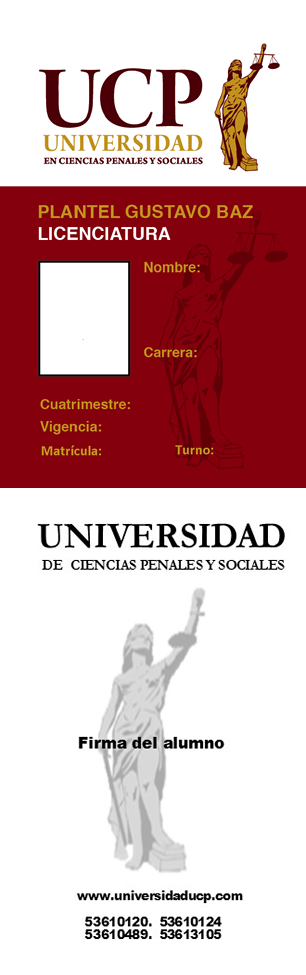 UCP
UNIVERSIDAD
EN CIENCIAS PENALES Y SOCIALES
PLANTEL GUSTAVO BAZ
LICENCIATURA
Nombre:
Carrera:
Cuatrimestre:
Vigencia:
Matrícula: Turno:
UNIVERSIDAD
DE CIENCIAS PENALES Y SOCIALES
Firma del alumno
www.universidaducp.com
53610120. 53610124
53610489. 53613105